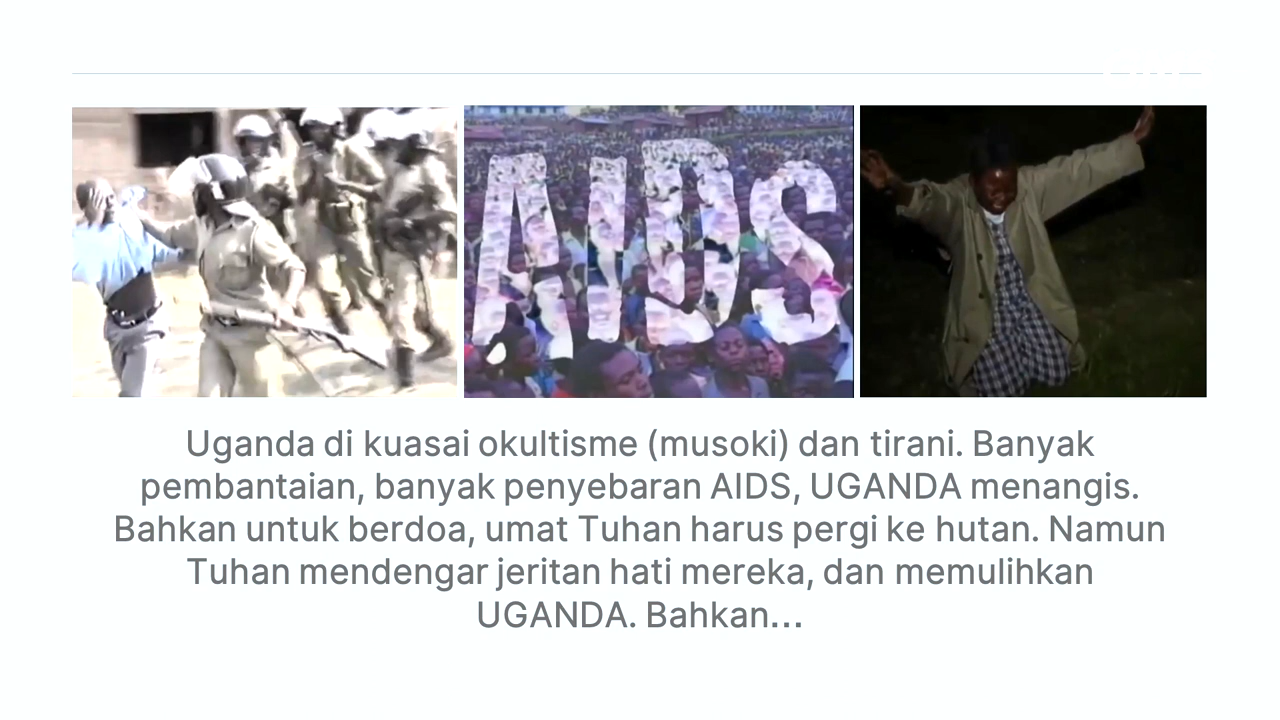 AIDS
Uganda di kuasai okultisme (musoki) dan tirani. Banyak
pembantaian, banyak penyebaran AIDS, UGANDA menangis.
Bahkan untuk berdoa, umat Tuhan harus pergi ke hutan. Namun
Tuhan mendengar jeritan hati mereka, dan memulihkan
UGANDA. Bahkan...